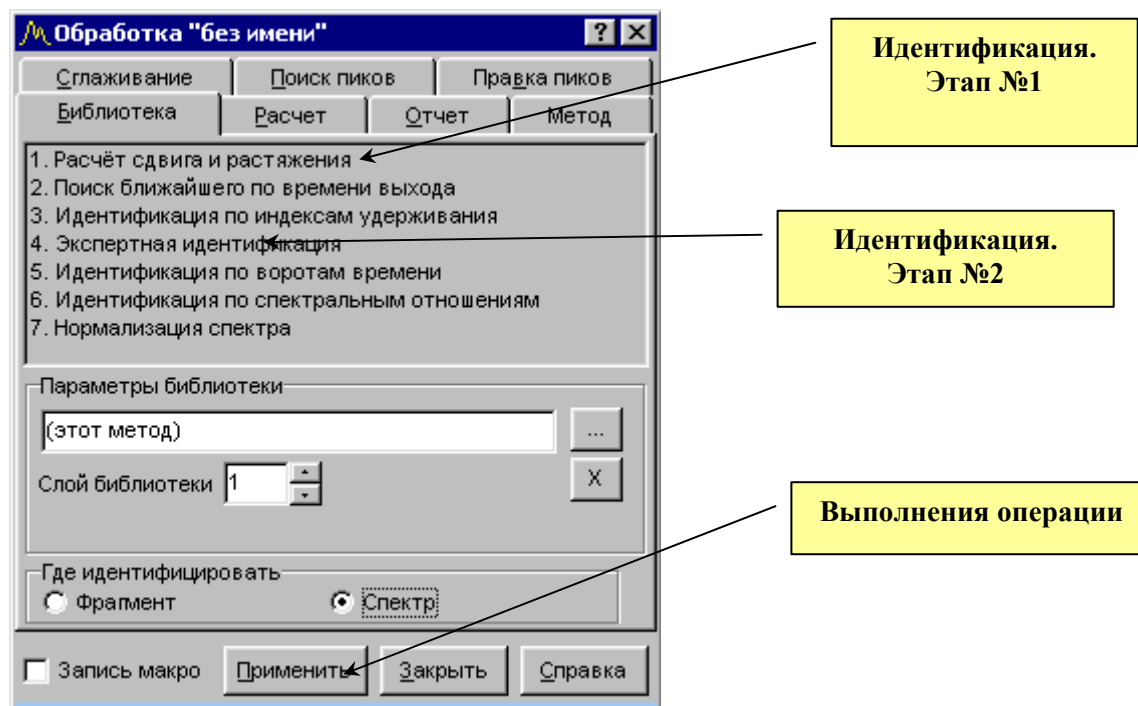 Обработка "без имени"
Сглаживание Поиск пиков Правка пиков
Библиотека Расчет Отчет Метод
1. Расчёт сдвига и растяжения
2. Поиск ближайшего по времени выхода
3. Идентификация по индексам удерживания
4. Экспертная идентификация
5. Идентификация по воротам времени
6. Идентификация по спектральным отношениям
7. Нормализация спектра
Параметры библиотеки
(этот метод)
...
Слой библиотеки 1
X
Где идентифицировать
Фрагмент Спектр
Запись макро Применить Закрыть Справка
Идентификация.
Этап №1
Идентификация.
Этап №2
Выполнения операции